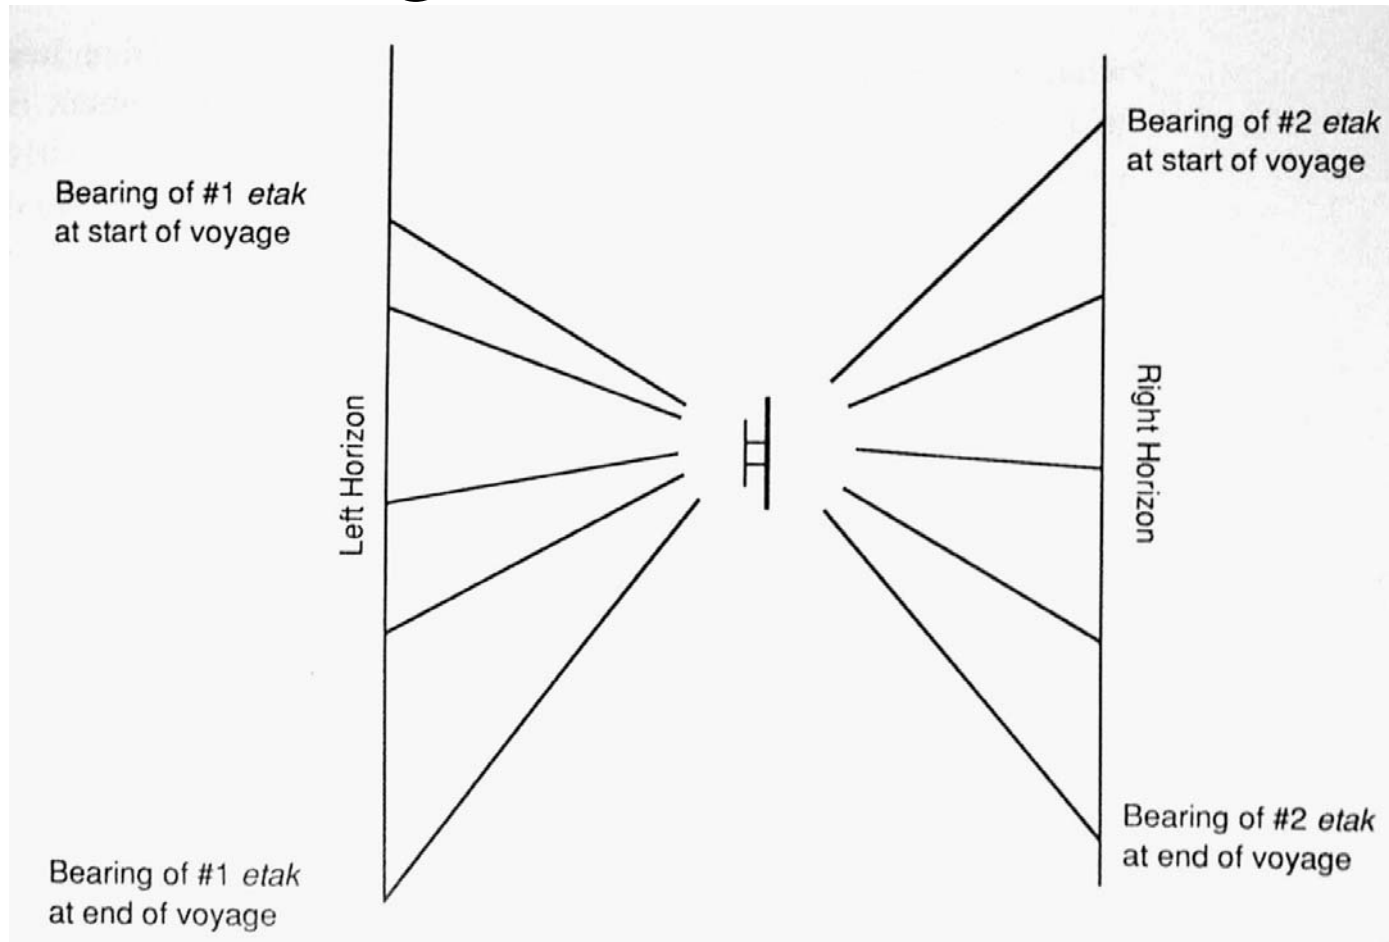 Bearing of #1 etak
at start of voyage
Bearing of #2 etak
at start of voyage
Left Horizon
Right Horizon
Bearing of #1 etak
at end of voyage
Bearing of #2 etak
at end of voyage